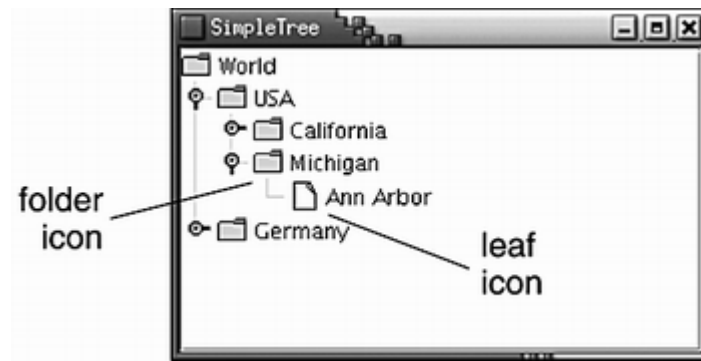 SimpleTree
World
USA
California
Michigan
Ann Arbor
Germany
folder
icon
leaf
icon